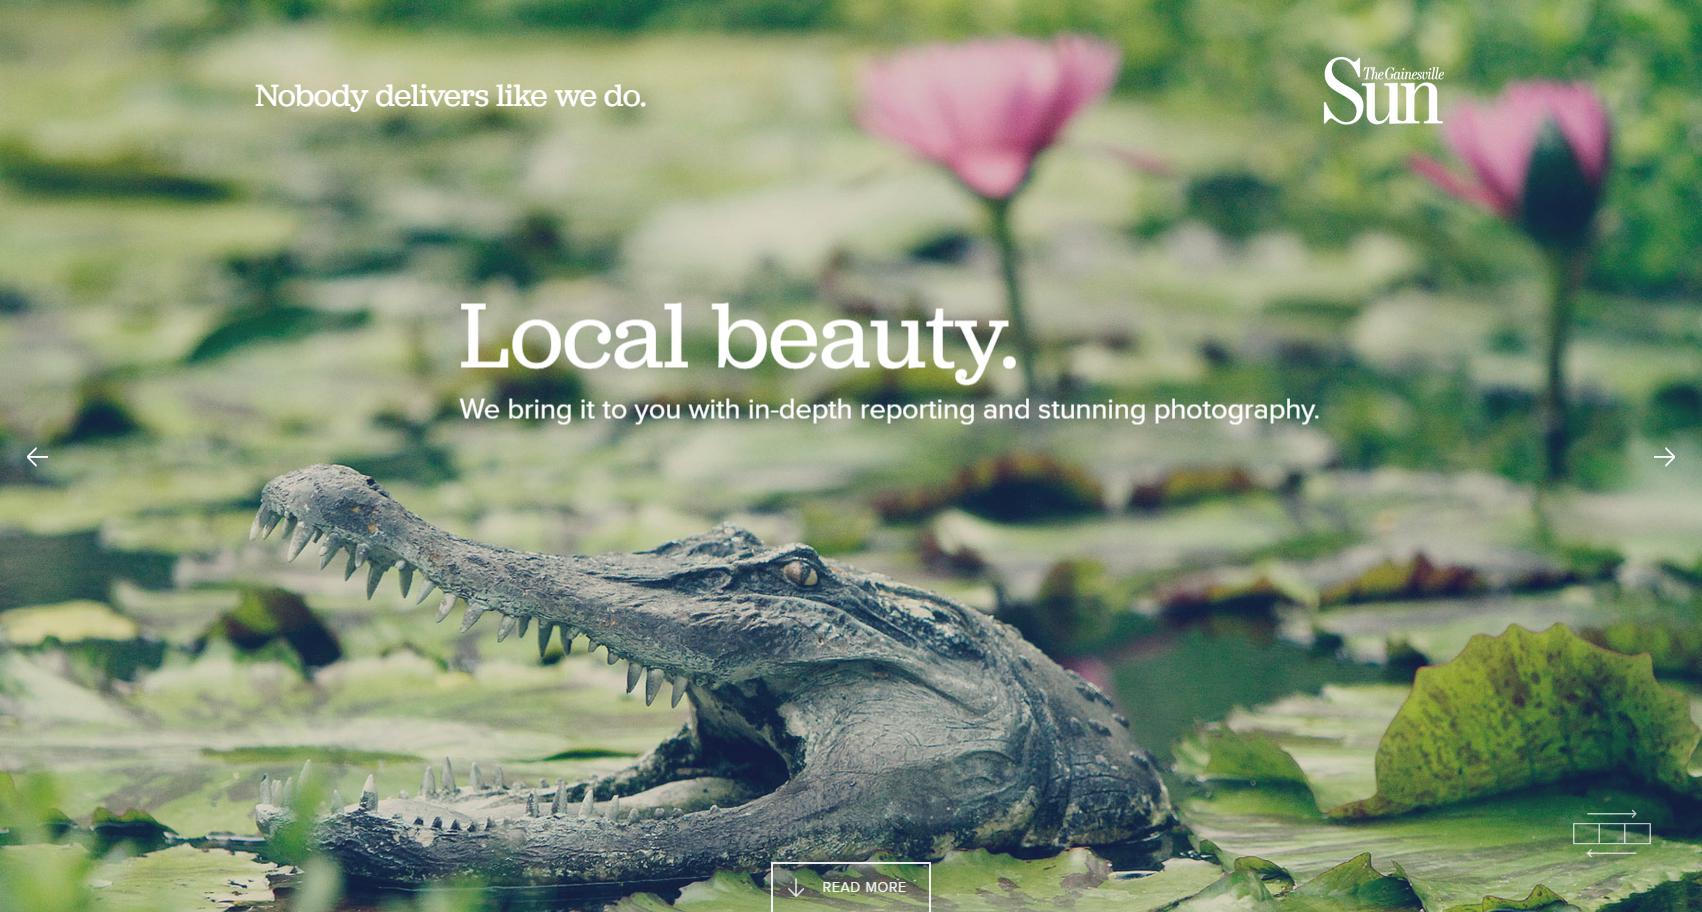 Nobody delivers like we do.
The Gainesville
Sun
Local beauty.
We bring it to you with in-depth reporting and stunning photography.
READ MORE